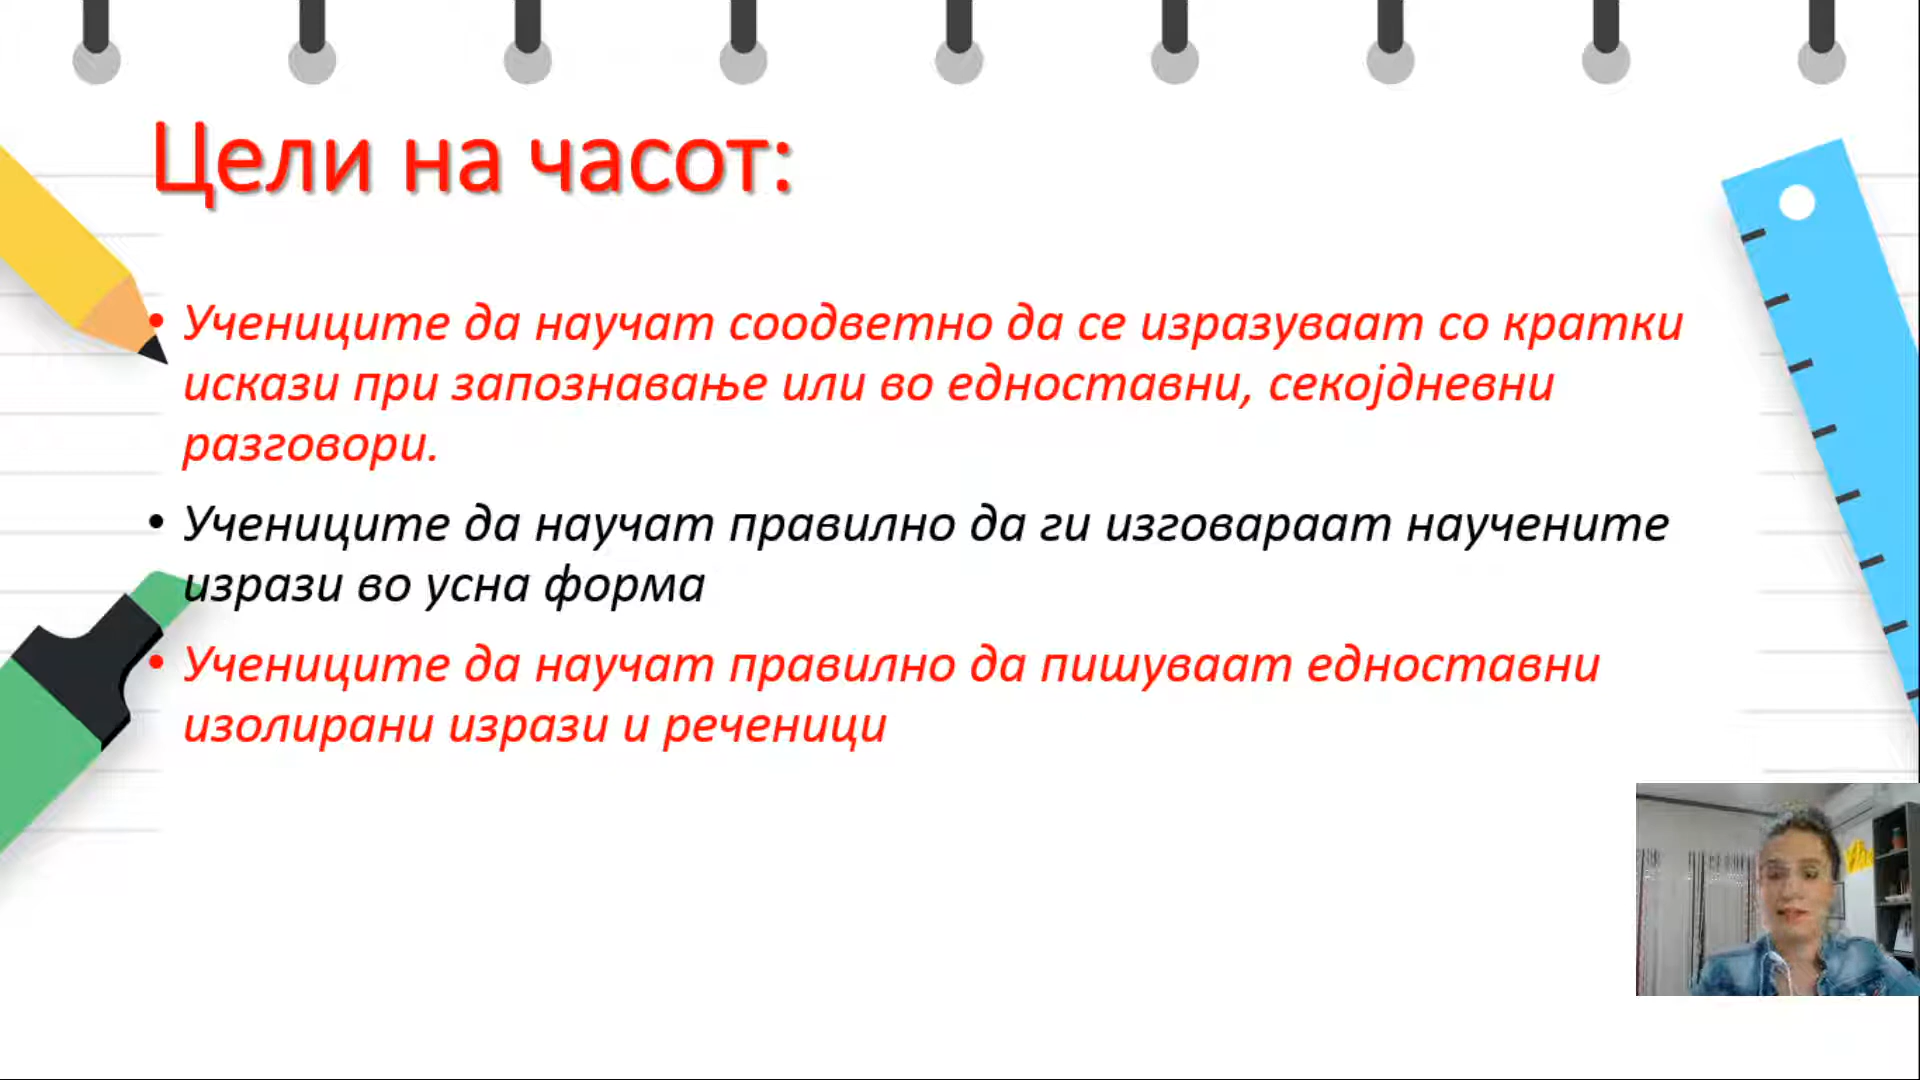 Цели на часот:
• Учениците да научат соодветно да се изразуваат со кратки
искази при запознавање или во едноставни, секојдневни
разговори.
• Учениците да научат правилно да ги изговараат научените
изрази во усна форма
• Учениците да научат правилно да пишуваат едноставни
изолирани изрази и реченици